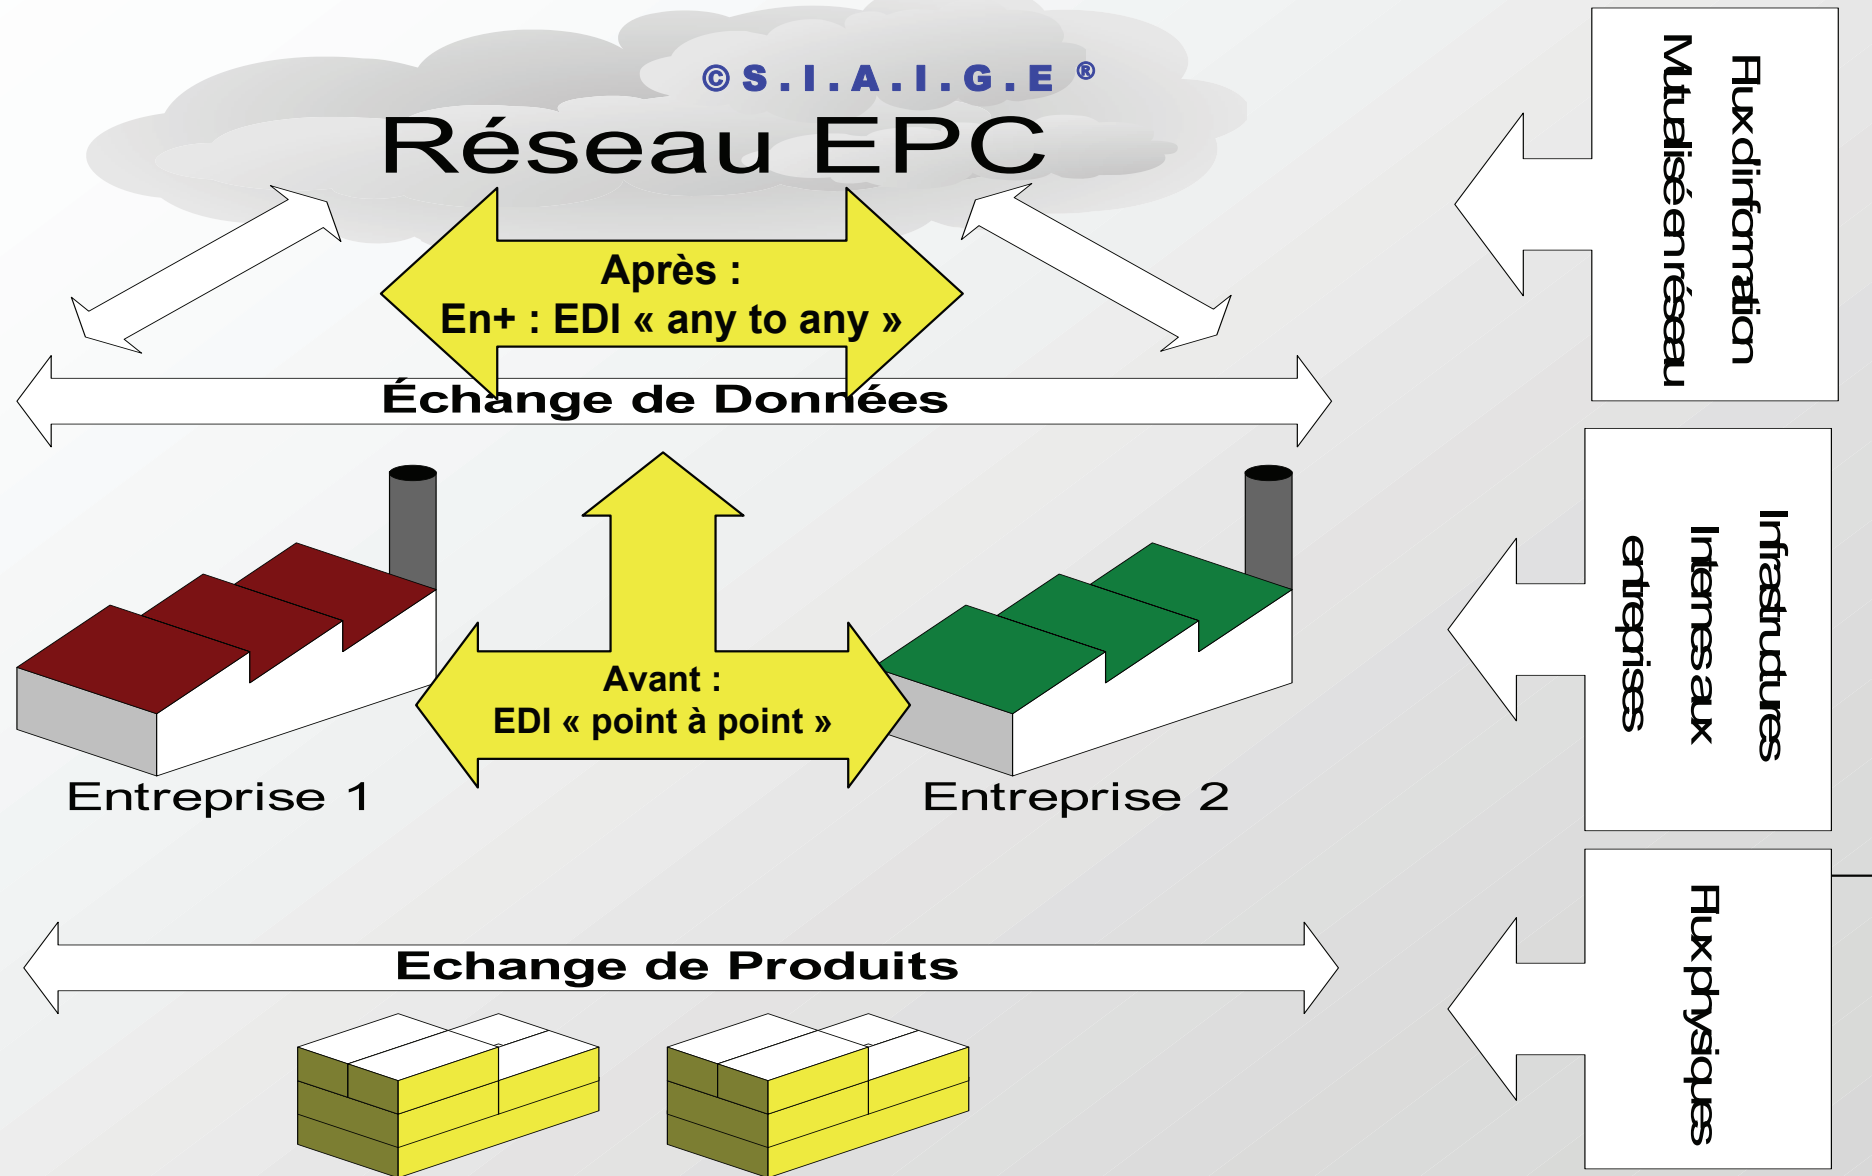 © S . I . A . I . G . E ®
Réseau EPC
Après :
En+ : EDI « any to any »
Échange de Données
Avant :
EDI « point à point »
Entreprise 1
Entreprise 2
Echange de Produits
Flux d'information
Mutualisé en réseau
Infrastructures
Internes aux
entreprises
Flux physiques